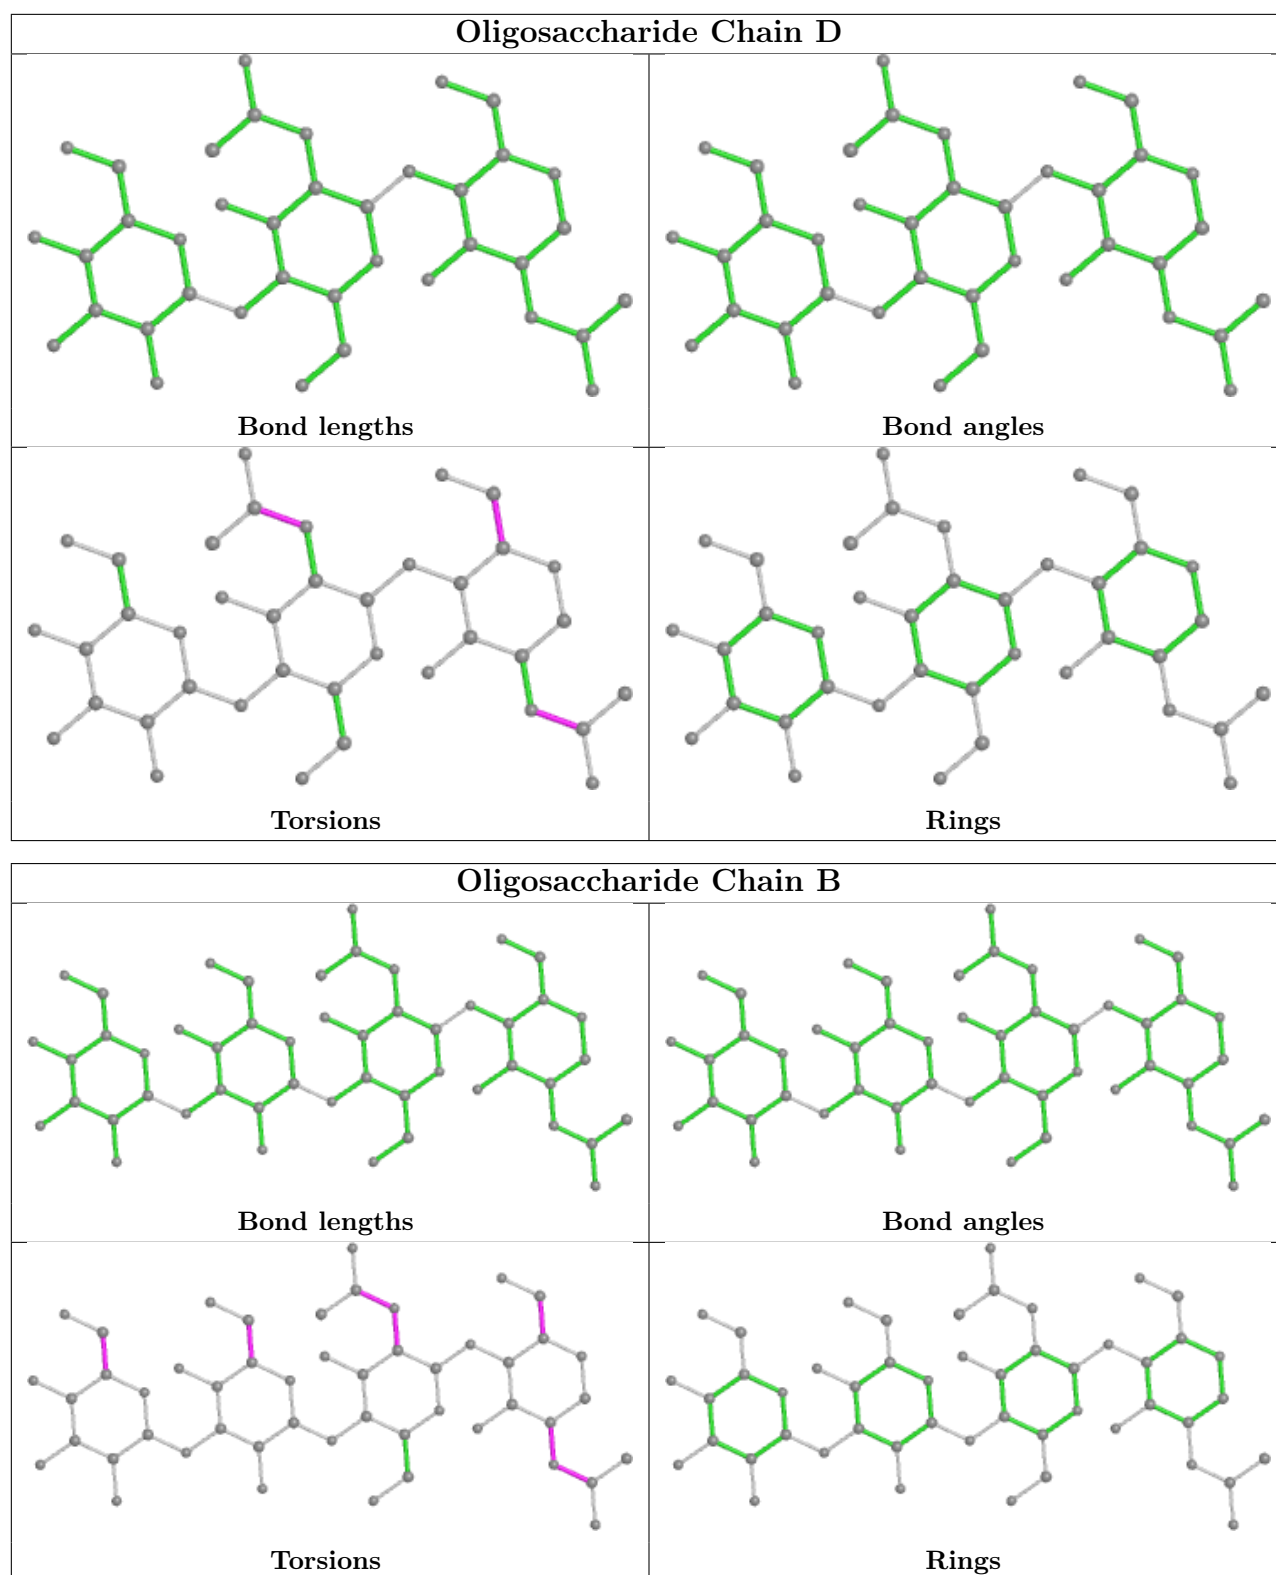 Oligosaccharide Chain D
Bond lengths
Bond angles
Torsions
Rings
Oligosaccharide Chain B
Bond lengths
Bond angles
Torsions
Rings